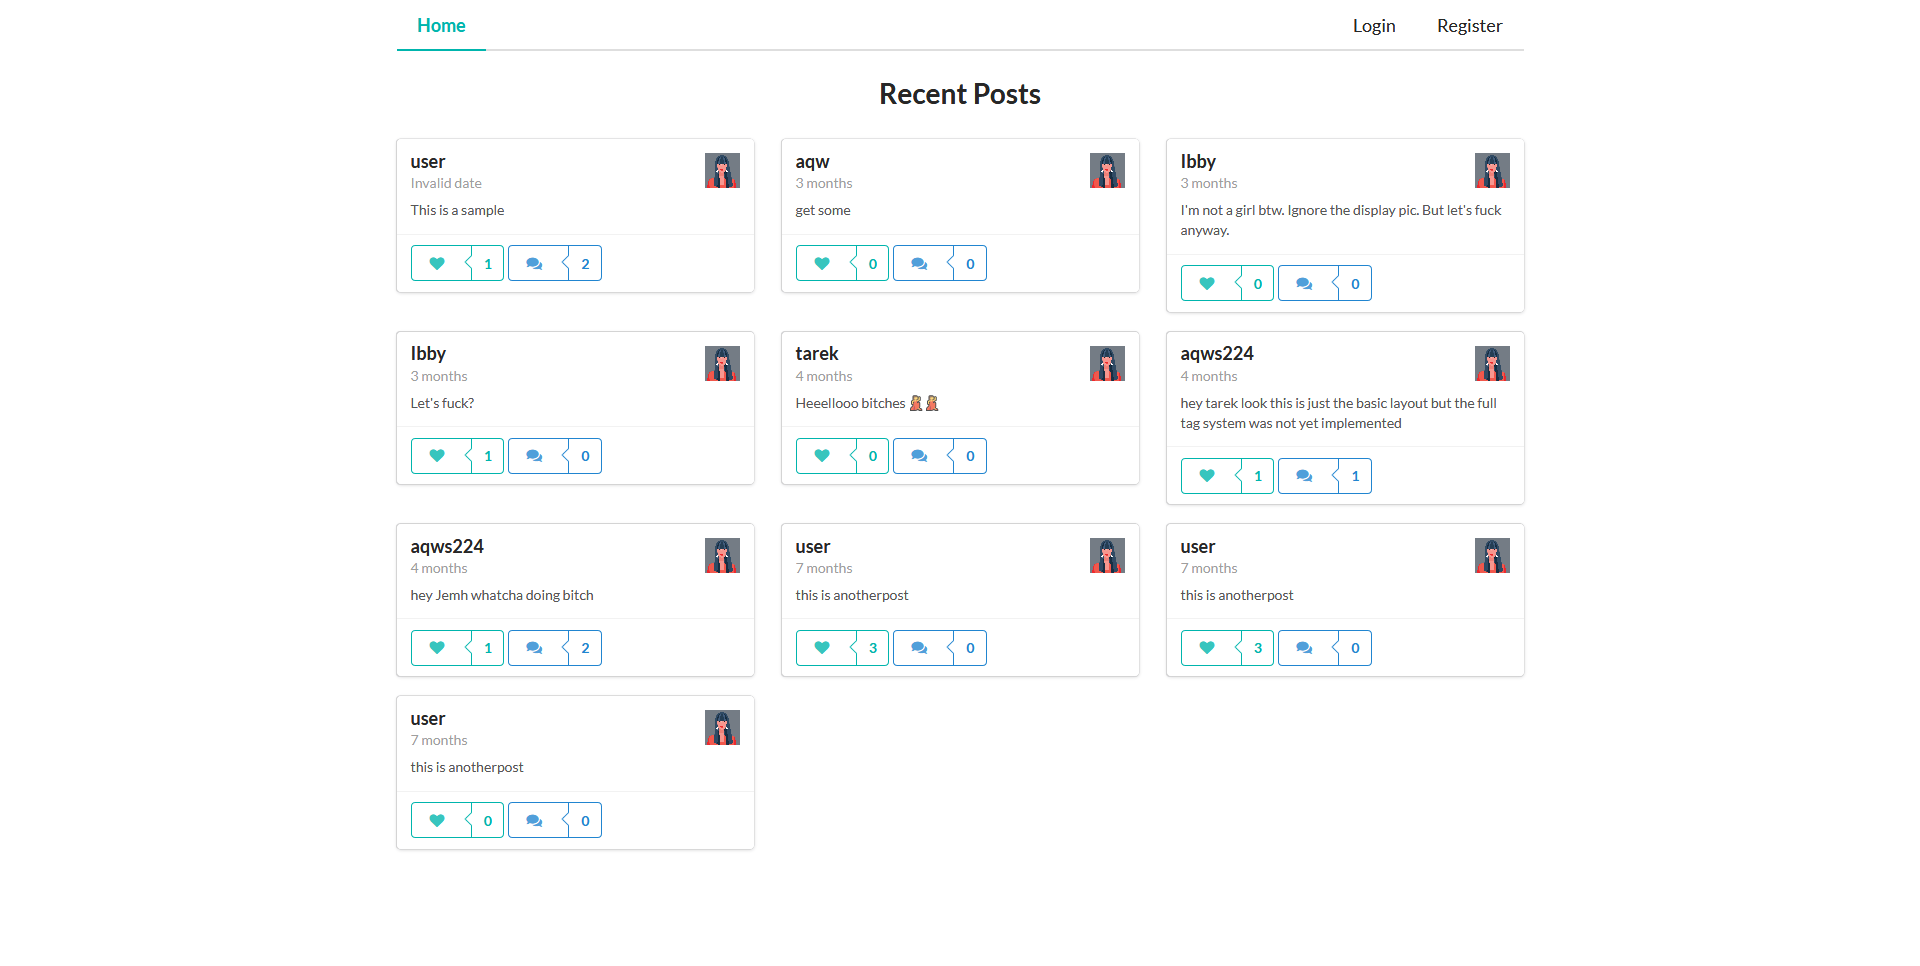 Home
Login
Register
Recent Posts
user
Invalid date
This is a sample
1
2
aqw
3 months
get some
0
0
Ibby
3 months
I'm not a girl btw. Ignore the display pic. But let's fuck
anyway.
0
0
Ibby
3 months
Let's fuck?
1
0
tarek
4 months
Heeellooo bitches
0
0
aqws224
4 months
hey tarek look this is just the basic layout but the full
tag system was not yet implemented
1
1
aqws224
4 months
hey Jemh whatcha doing bitch
1
2
user
7 months
this is anotherpost
3
0
user
7 months
this is anotherpost
3
0
user
7 months
this is anotherpost
0
0